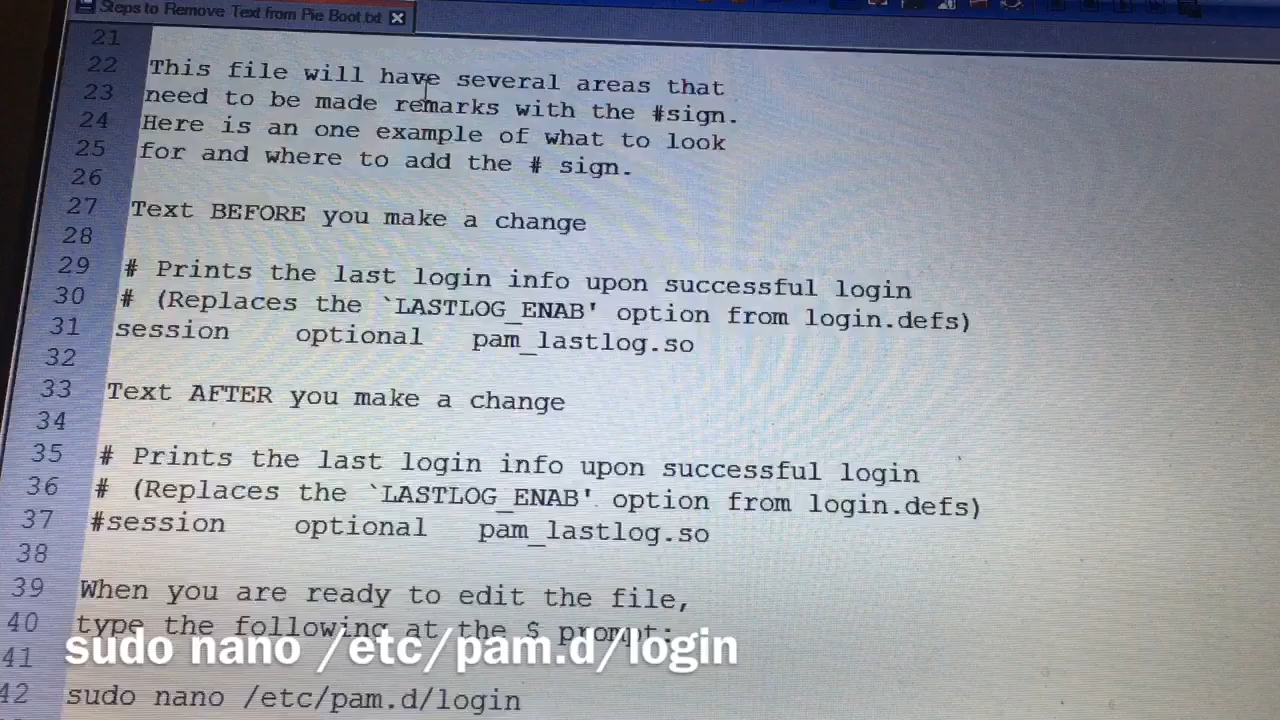 Steps to Remove Text from Pie Boot.txt
21
22 This file will have several areas that
23 need to be made remarks with the #sign.
24 Here is an one example of what to look
25 for and where to add the # sign.
26
27 Text BEFORE you make a change
28
29 # Prints the last login info upon successful login
30 # (Replaces the `LASTLOG_ENAB' option from login.defs)
31 session optional pam_lastlog.so
32
33 Text AFTER you make a change
34
35 # Prints the last login info upon successful login
36 # (Replaces the `LASTLOG_ENAB' option from login.defs)
37 #session optional pam_lastlog.so
38
39 When you are ready to edit the file,
40 type the following at the $ prompt:
sudo nano /etc/pam.d/login
41
42 sudo nano /etc/pam.d/login